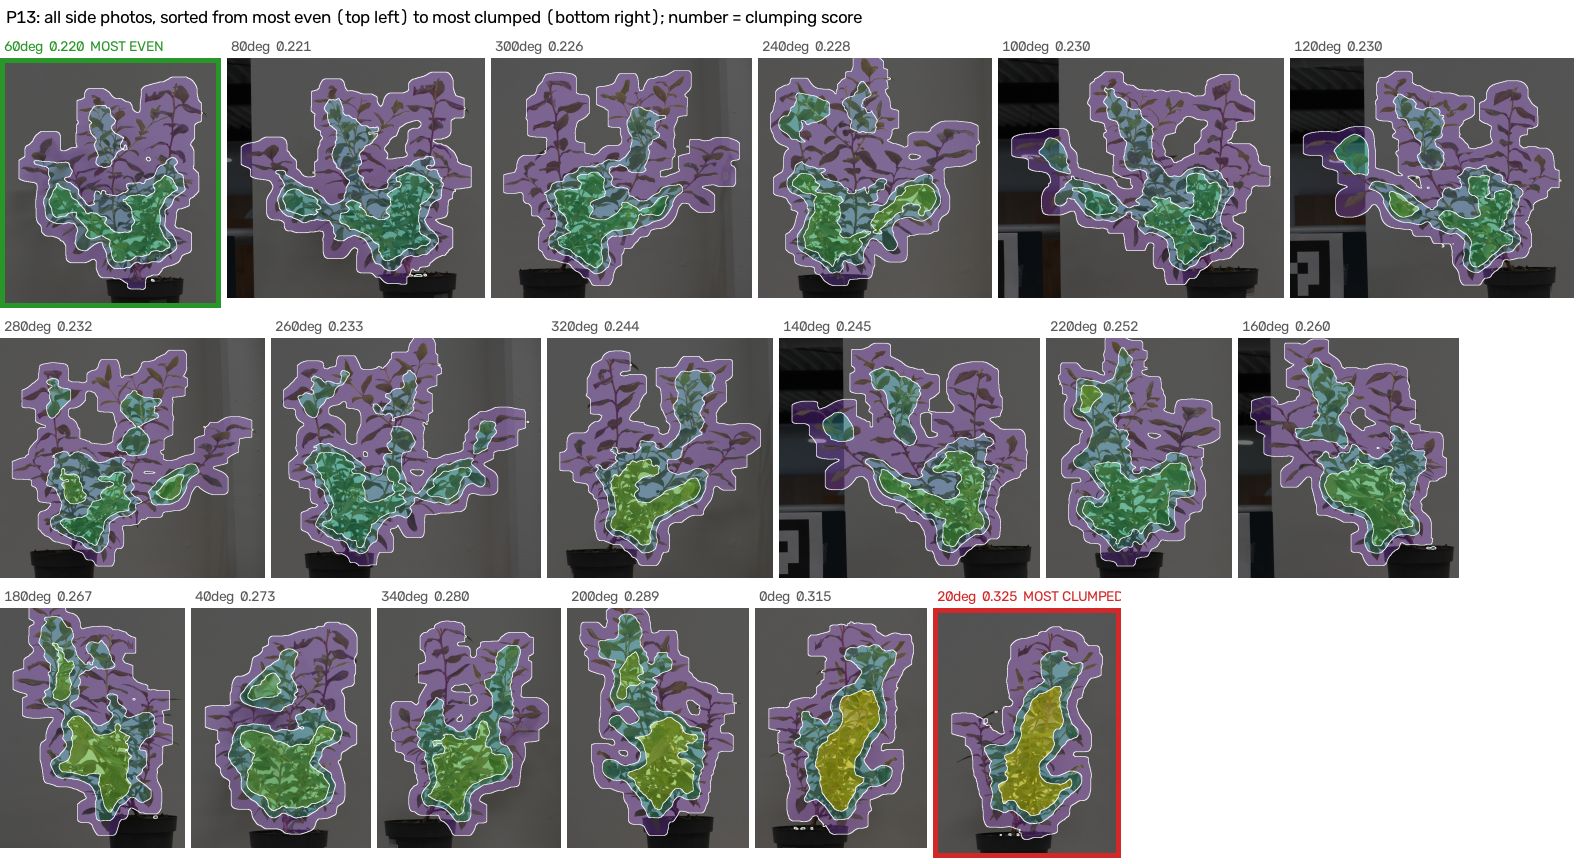 P13: all side photos, sorted from most even (top left) to most clumped (bottom right); number = clumping score
60deg 0.220 MOST EVEN
80deg 0.221
300deg 0.226
240deg 0.228
100deg 0.230
120deg 0.230
280deg 0.232
260deg 0.233
320deg 0.244
140deg 0.245
220deg 0.252
160deg 0.260
180deg 0.267
40deg 0.273
340deg 0.280
200deg 0.289
0deg 0.315
20deg 0.325 MOST CLUMPED